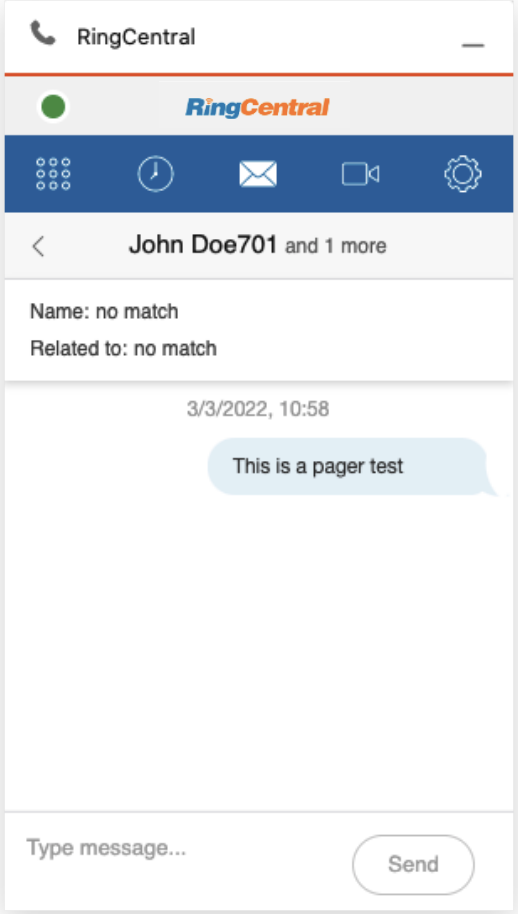 RingCentral
RingCentral
John Doe701 and 1 more
Name: no match
Related to: no match
3/3/2022, 10:58
This is a pager test
Type message...
Send